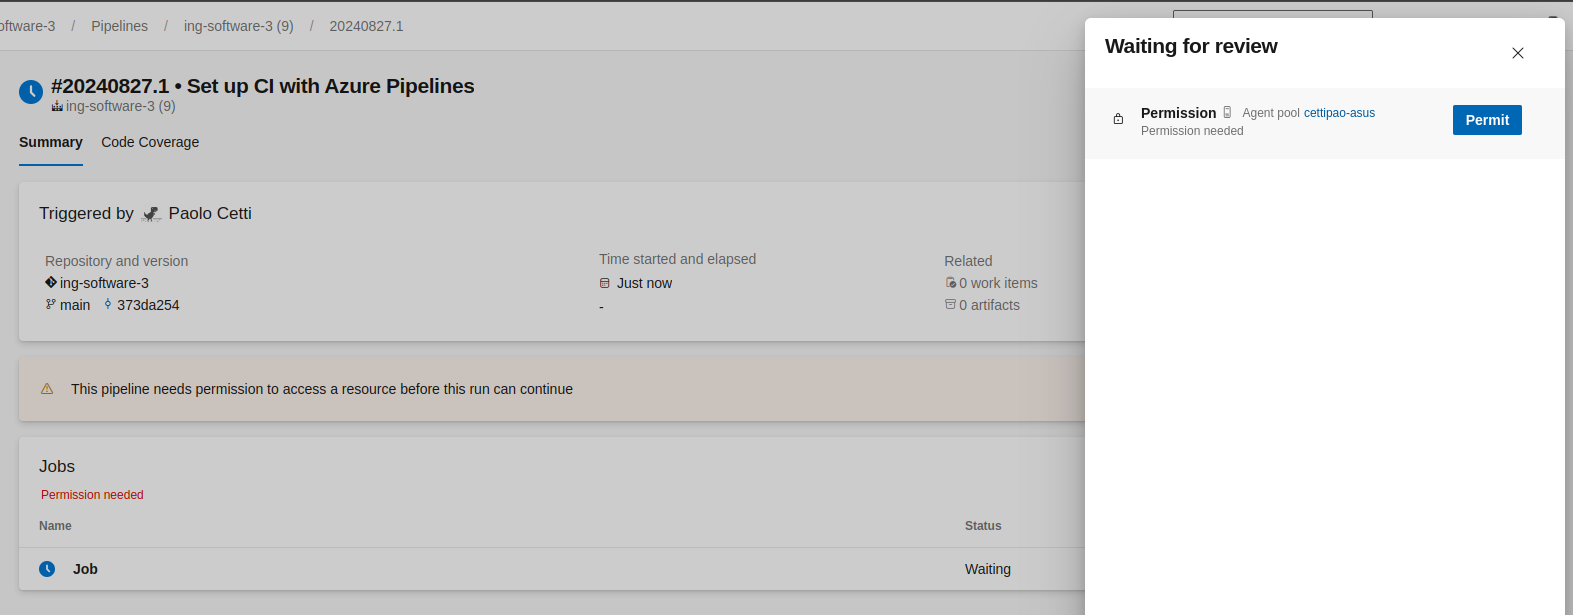 oftware-3 / Pipelines / ing-software-3 (9) / 20240827.1
#20240827.1 • Set up CI with Azure Pipelines
ing-software-3 (9)
Summary Code Coverage
Triggered by Paolo Cetti
Repository and version
ing-software-3
main 373da254
Time started and elapsed
Just now
-
Related
0 work items
0 artifacts
This pipeline needs permission to access a resource before this run can continue
Jobs
Permission needed
Name Status
Job Waiting
Waiting for review
Permission Agent pool cettipao-asus
Permission needed
Permit